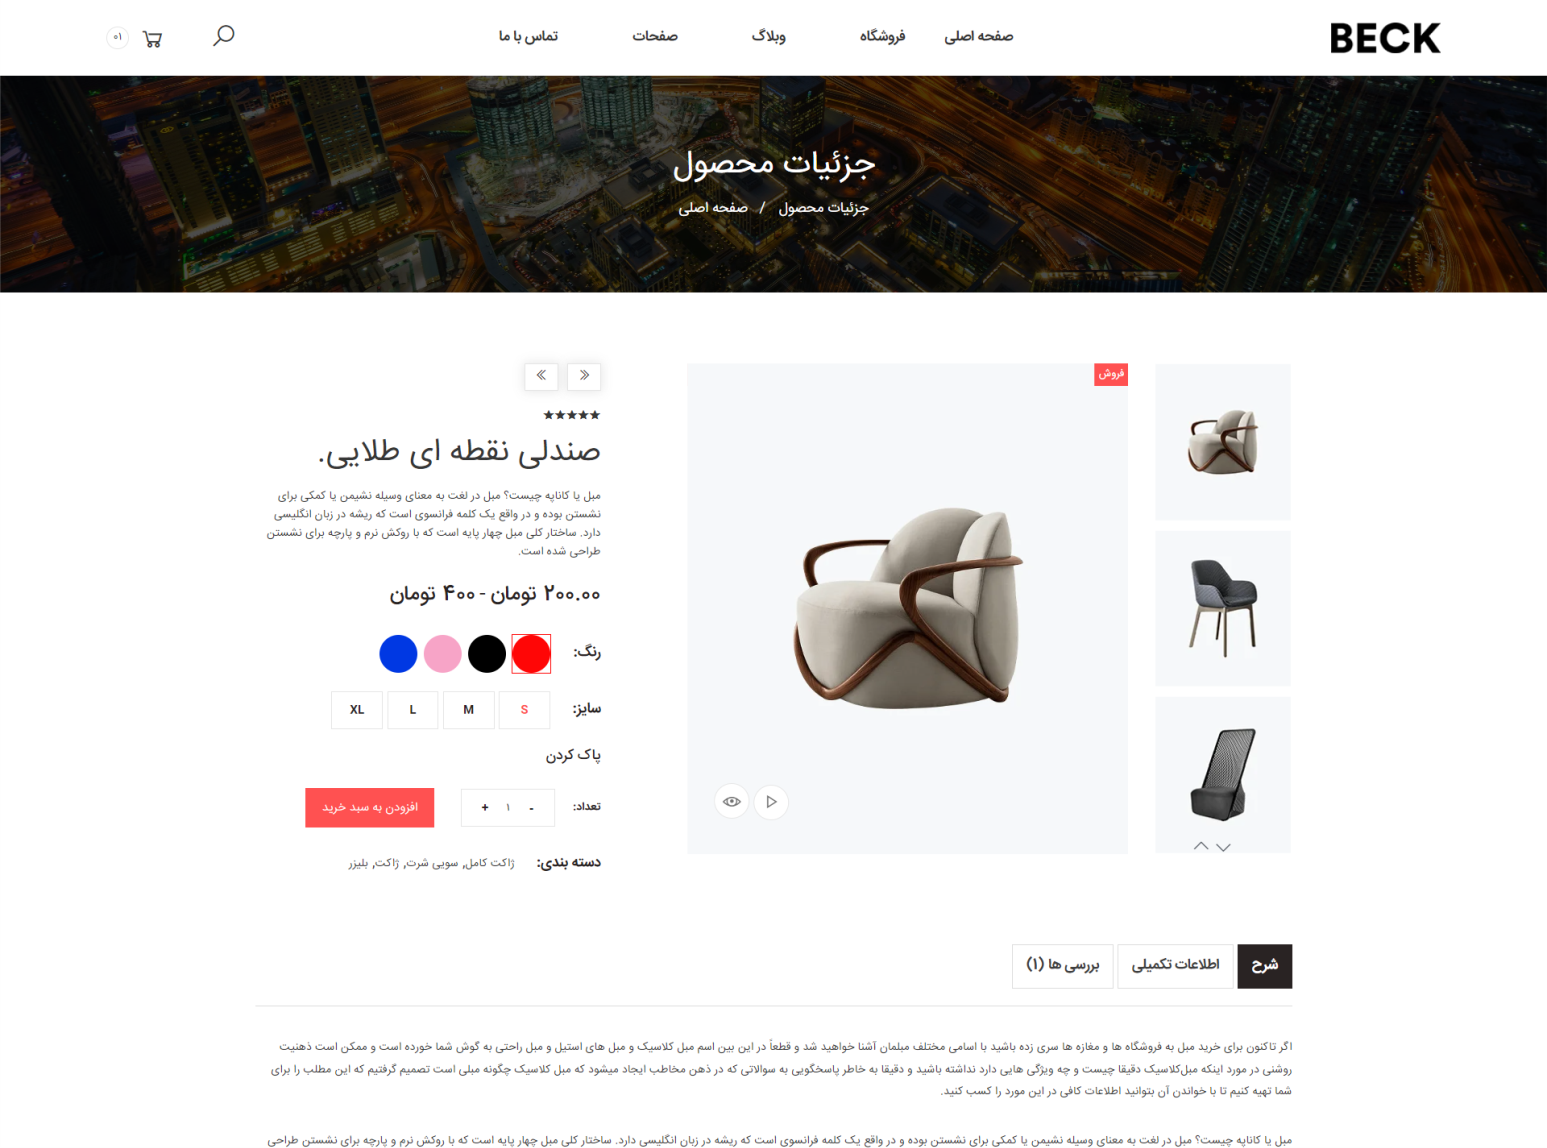 BECK
صفحه اصلی
فروشگاه
وبلاگ
صفحات
تماس با ما
۰۱
جزئیات محصول
جزئیات محصول / صفحه اصلی
فروش
صندلی نقطه ای طلایی.
مبل یا کاناپه چیست؟ مبل در لغت به معنای وسیله نشیمن یا کمکی برای
نشستن بوده و در واقع یک کلمه فرانسوی است که ریشه در زبان انگلیسی
دارد. ساختار کلی مبل چهار پایه است که با روکش نرم و پارچه برای نشستن
طراحی شده است.
۲۰۰.۰۰ تومان - ۴۰۰ تومان
رنگ:
سایز: S M L XL
پاک کردن
تعداد: - ۱ + افزودن به سبد خرید
دسته بندی: ژاکت کامل, سویی شرت, ژاکت, بلیزر
شرح
اطلاعات تکمیلی
بررسی ها (۱)
اگر تاکنون برای خرید مبل به فروشگاه ها و مغازه ها سری زده باشید با اسامی مختلف مبلمان آشنا خواهید شد و قطعاً در این بین اسم مبل کلاسیک و مبل های استیل و مبل راحتی به گوش شما خورده است و ممکن است ذهنیت
روشنی در مورد اینکه مبل‌کلاسیک دقیقا چیست و چه ویژگی هایی دارد نداشته باشید و دقیقا به خاطر پاسخگویی به سوالاتی که در ذهن مخاطب ایجاد میشود که مبل کلاسیک چگونه مبلی است تصمیم گرفتیم که این مطلب را برای
شما تهیه کنیم تا با خواندن آن بتوانید اطلاعات کافی در این مورد را کسب کنید.
مبل یا کاناپه چیست؟ مبل در لغت به معنای وسیله نشیمن یا کمکی برای نشستن بوده و در واقع یک کلمه فرانسوی است که ریشه در زبان انگلیسی دارد. ساختار کلی مبل چهار پایه است که با روکش نرم و پارچه برای نشستن طراحی